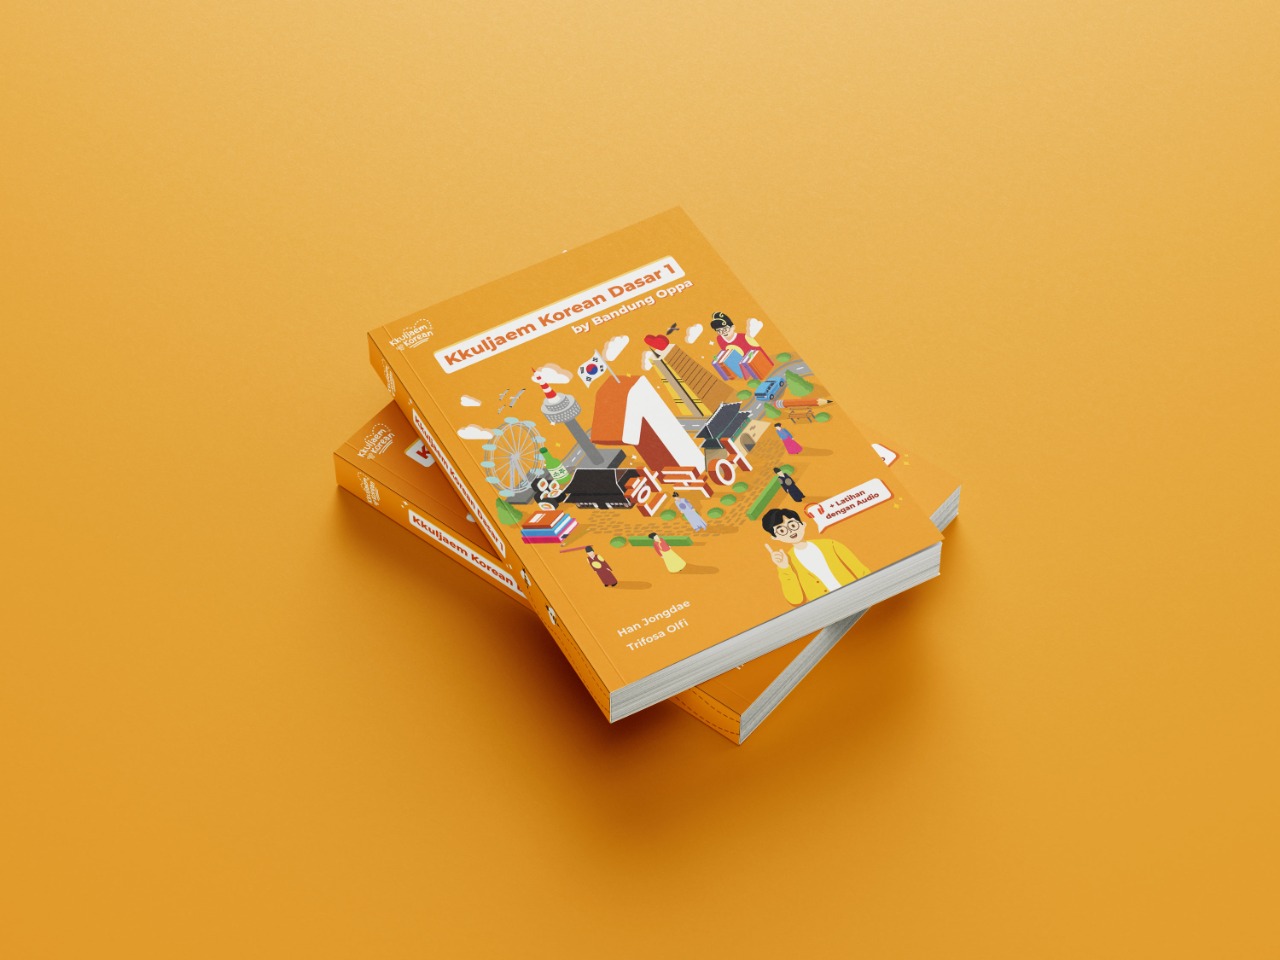 Kkuljaem Korean Dasar 1
by Bandung Oppa
Kkuljaem
Korean
1
한국어
+ Latihan
dengan Audio
Han Jongdae
Trifosa Olfi
Kkuljaem Korean Dasar 1
Kkuljaem
Korean
Kkuljaem Korean